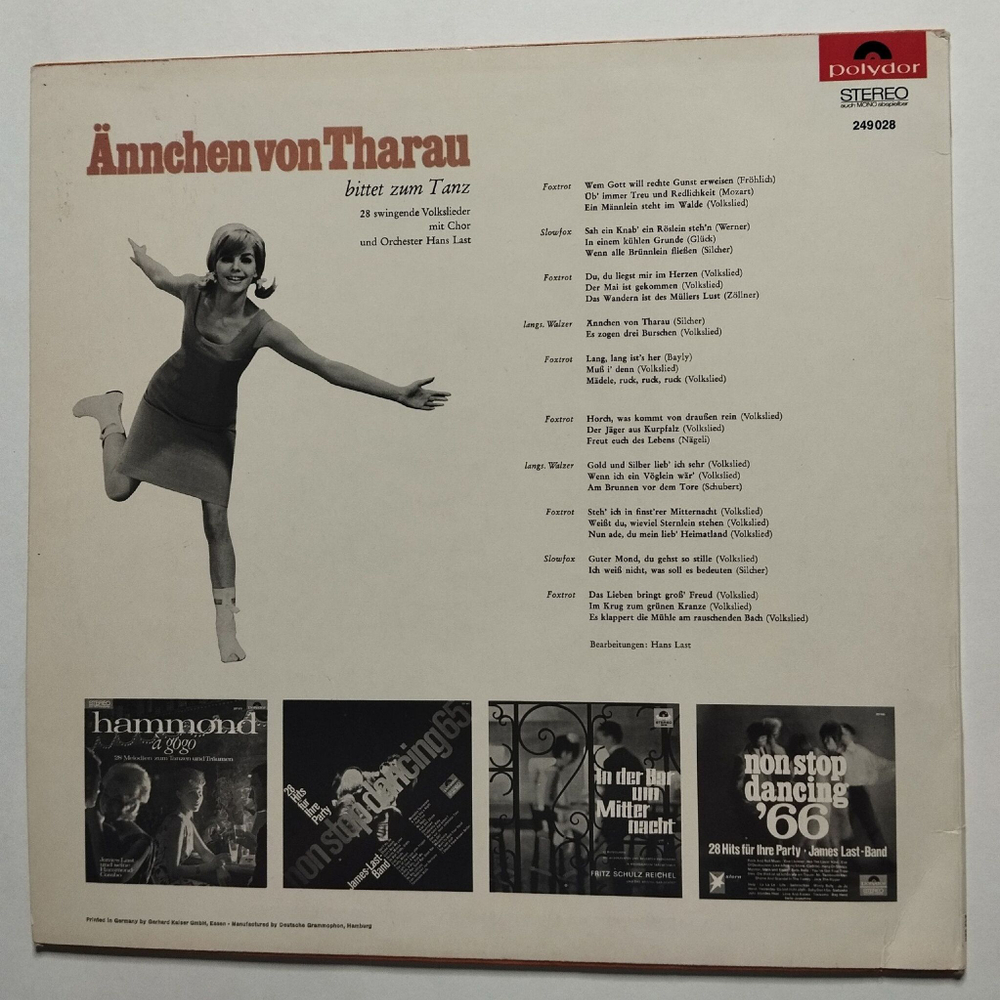 polydor
STEREO
auch MONO abspielbar
249 028
Ännchen von Tharau
bittet zum Tanz
28 swingende Volkslieder
mit Chor
und Orchester Hans Last
Foxtrot Wem Gott will rechte Gunst erweisen (Fröhlich)
Üb' immer Treu und Redlichkeit (Mozart)
Ein Männlein steht im Walde (Volkslied)
Slowfox Sah ein Knab' ein Röslein steh'n (Werner)
In einem kühlen Grunde (Glück)
Wenn alle Brünnlein fließen (Silcher)
Foxtrot Du, du liegst mir im Herzen (Volkslied)
Der Mai ist gekommen (Volkslied)
Das Wandern ist des Müllers Lust (Zöllner)
langs. Walzer Ännchen von Tharau (Silcher)
Es zogen drei Burschen (Volkslied)
Foxtrot Lang, lang ist's her (Bayly)
Muß i' denn (Volkslied)
Mädele, ruck, ruck, ruck (Volkslied)
Foxtrot Horch, was kommt von draußen rein (Volkslied)
Der Jäger aus Kurpfalz (Volkslied)
Freut euch des Lebens (Nägeli)
langs. Walzer Gold und Silber lieb' ich sehr (Volkslied)
Wenn ich ein Vöglein wär' (Volkslied)
Am Brunnen vor dem Tore (Schubert)
Foxtrot Steh' ich in finst'rer Mitternacht (Volkslied)
Weißt du, wieviel Sternlein stehen (Volkslied)
Nun ade, du mein lieb' Heimatland (Volkslied)
Slowfox Guter Mond, du gehst so stille (Volkslied)
Ich weiß nicht, was soll es bedeuten (Silcher)
Foxtrot Das Lieben bringt groß' Freud (Volkslied)
Im Krug zum grünen Kranze (Volkslied)
Es klappert die Mühle am rauschenden Bach (Volkslied)
Bearbeitungen: Hans Last
hammond
à gogo
28 Melodien zum Tanzen und Träumen
James Last
und seine
Hammond
Combo
28 Hits
für Ihre
Party
non stop dancing 65
James Last
Band
In der Bar
um
Mitter
nacht
FRITZ SCHULZ REICHEL
non stop
dancing
'66
28 Hits für Ihre Party · James Last-Band
stern
Printed in Germany by Gerhard Kaiser GmbH, Essen · Manufactured by Deutsche Grammophon, Hamburg